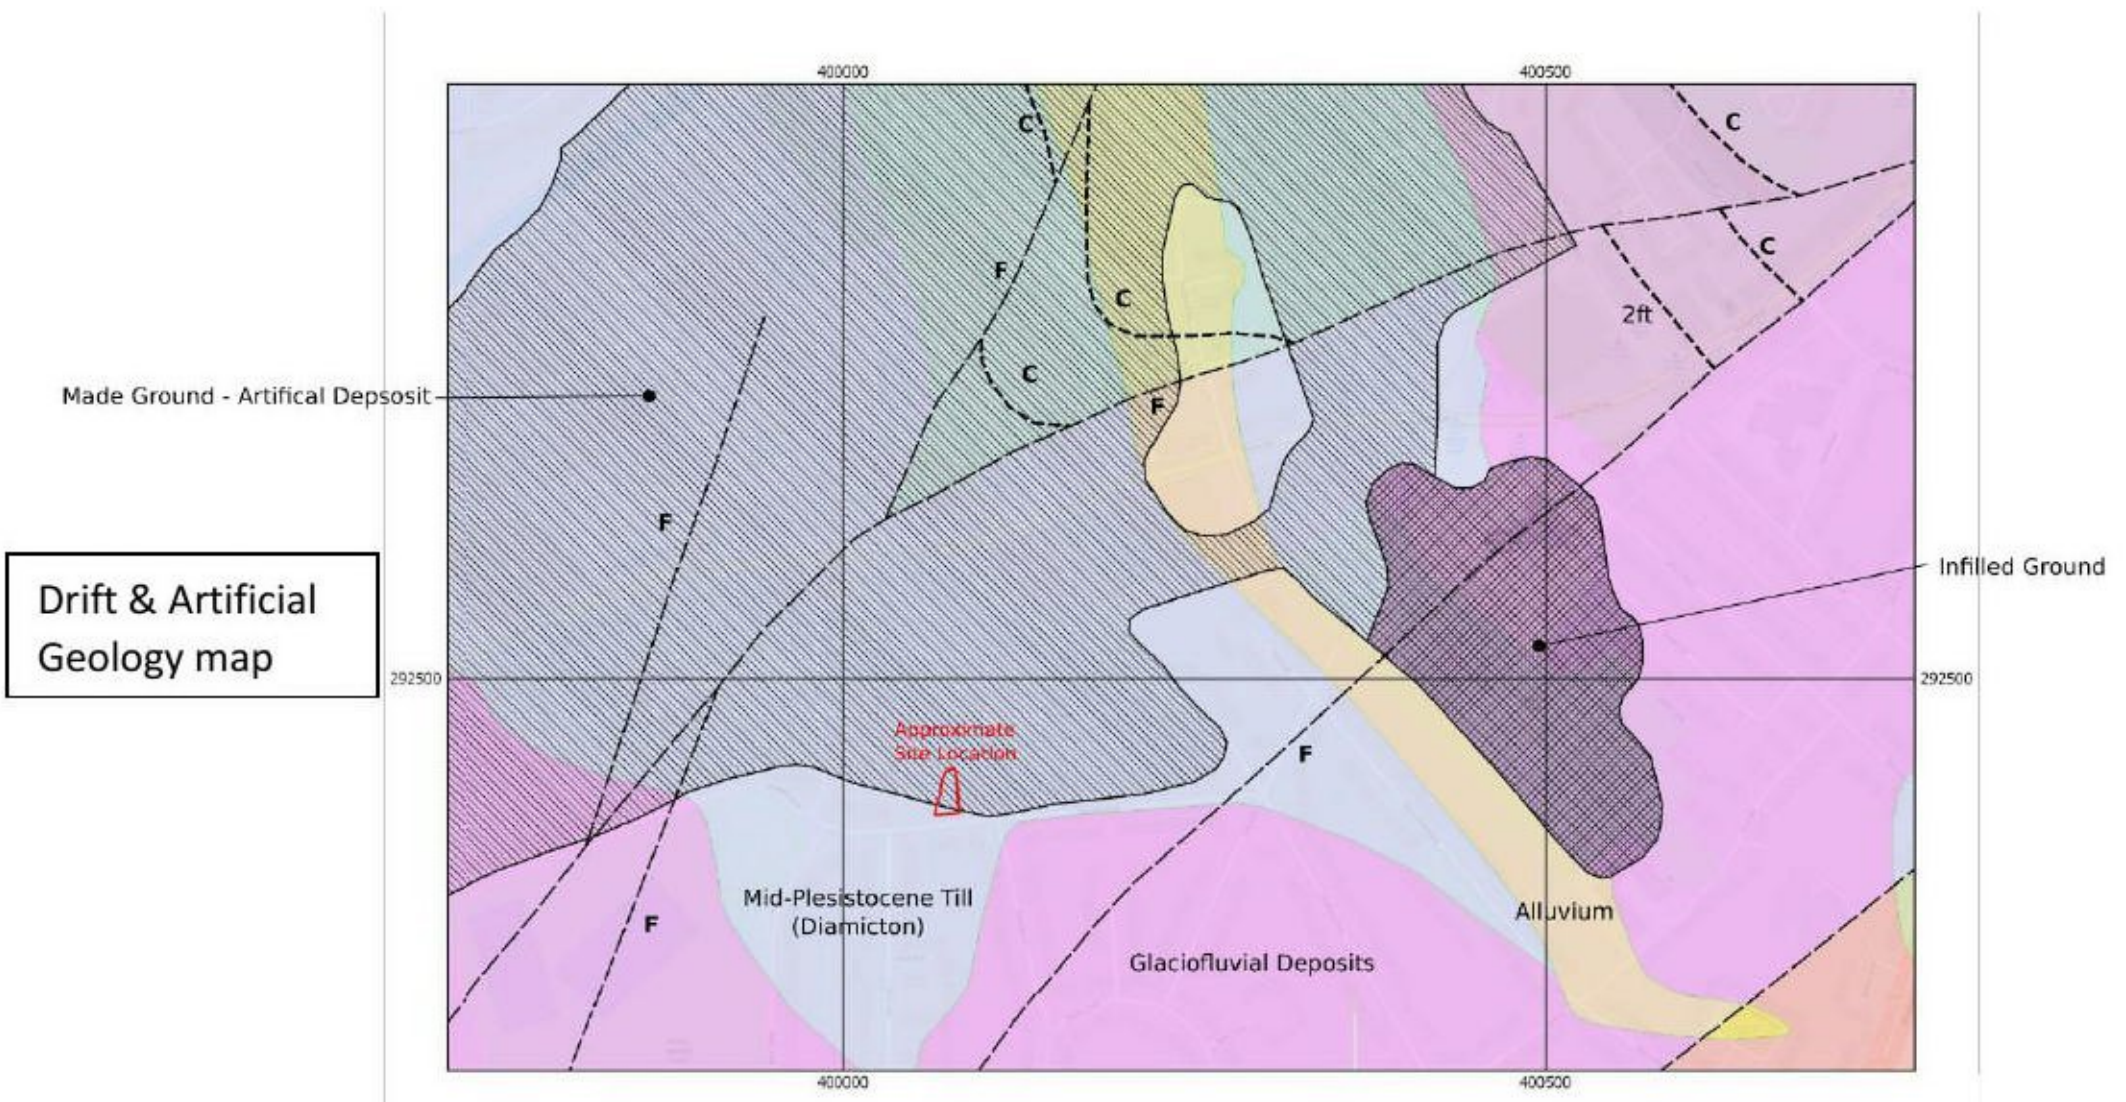 400000
400500
C
C
F
C
C
2ft
C
Made Ground - Artifical Depsosit
F
F
Infilled Ground
Drift & Artificial
Geology map
292500
292500
Approximate
Site Location
F
Mid-Plesistocene Till
(Diamicton)
F
Alluvium
Glaciofluvial Deposits
400000
400500